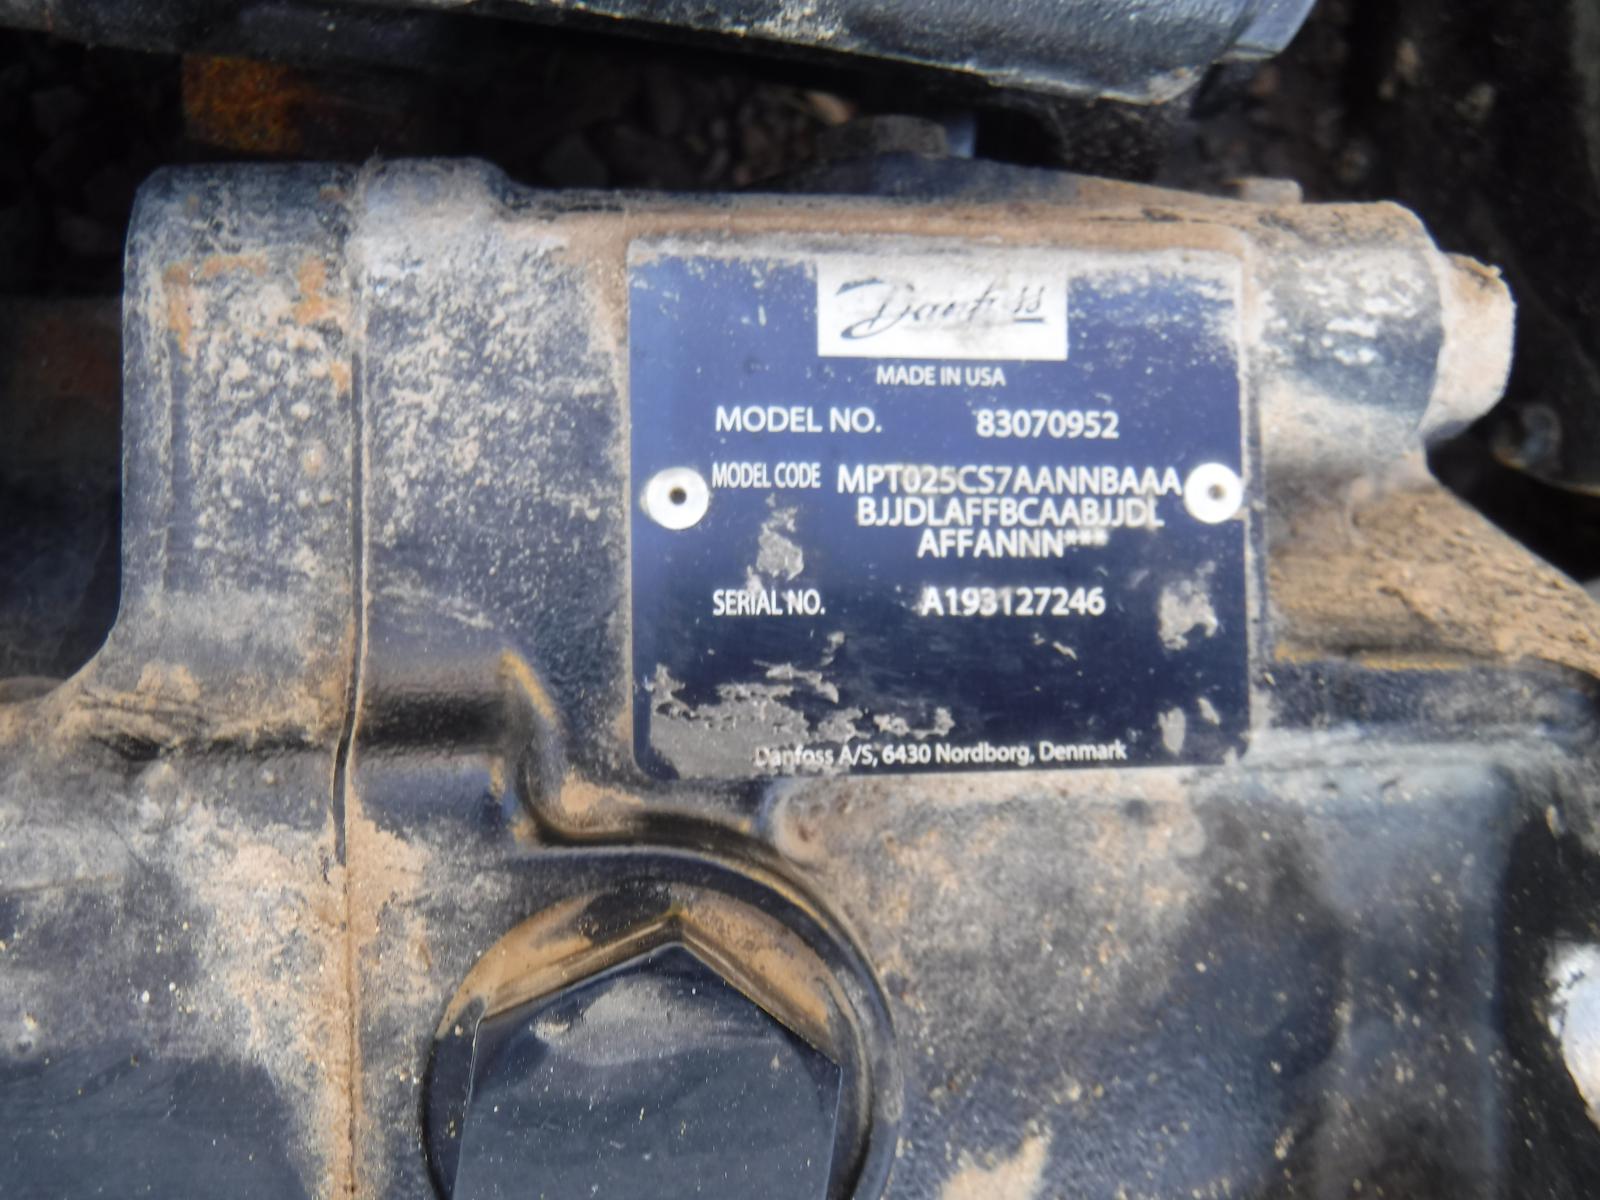 Danfoss
MADE IN USA
MODEL NO. 83070952
MODEL CODE MPT025CS7AANNBAAA
BJJDLAFFBCAABJJDL
AFFANNN***
SERIAL NO. A193127246
Danfoss A/S, 6430 Nordborg, Denmark